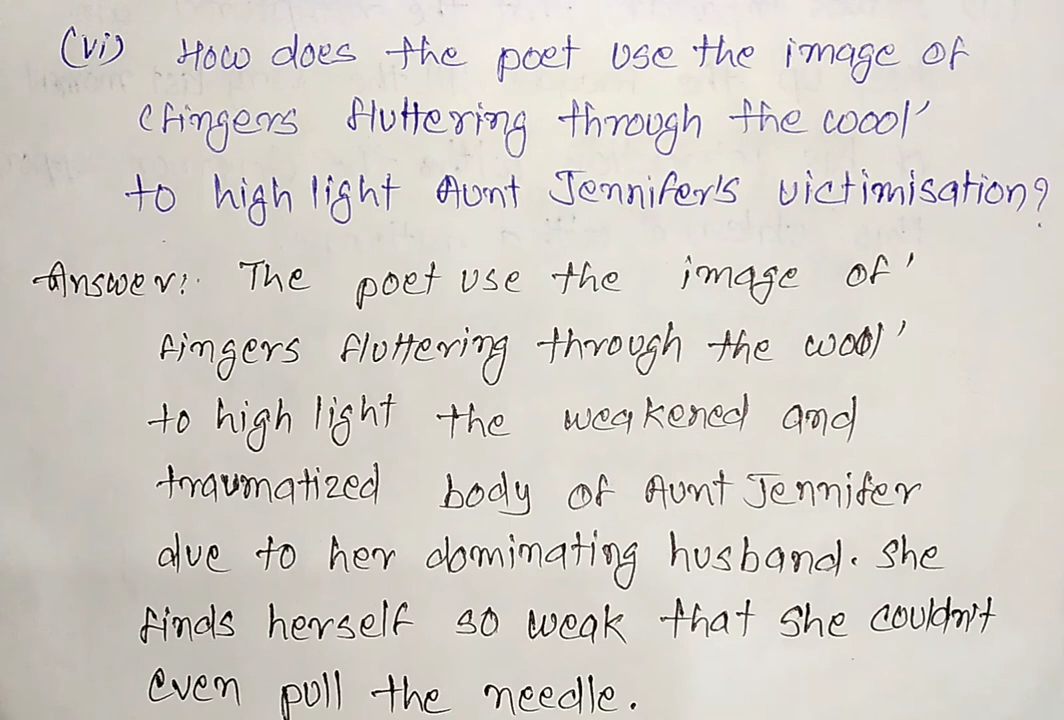 (vi) How does the poet use the image of
'fingers fluttering through the woool'
to high light Aunt Jennifer's victimisation?
Answer:. The poet use the image of '
fingers fluttering through the wool'
to high light the weakened and
traumatized body of Aunt Jennifer
due to her dominating husband. She
finds herself so weak that she couldn't
even pull the needle.